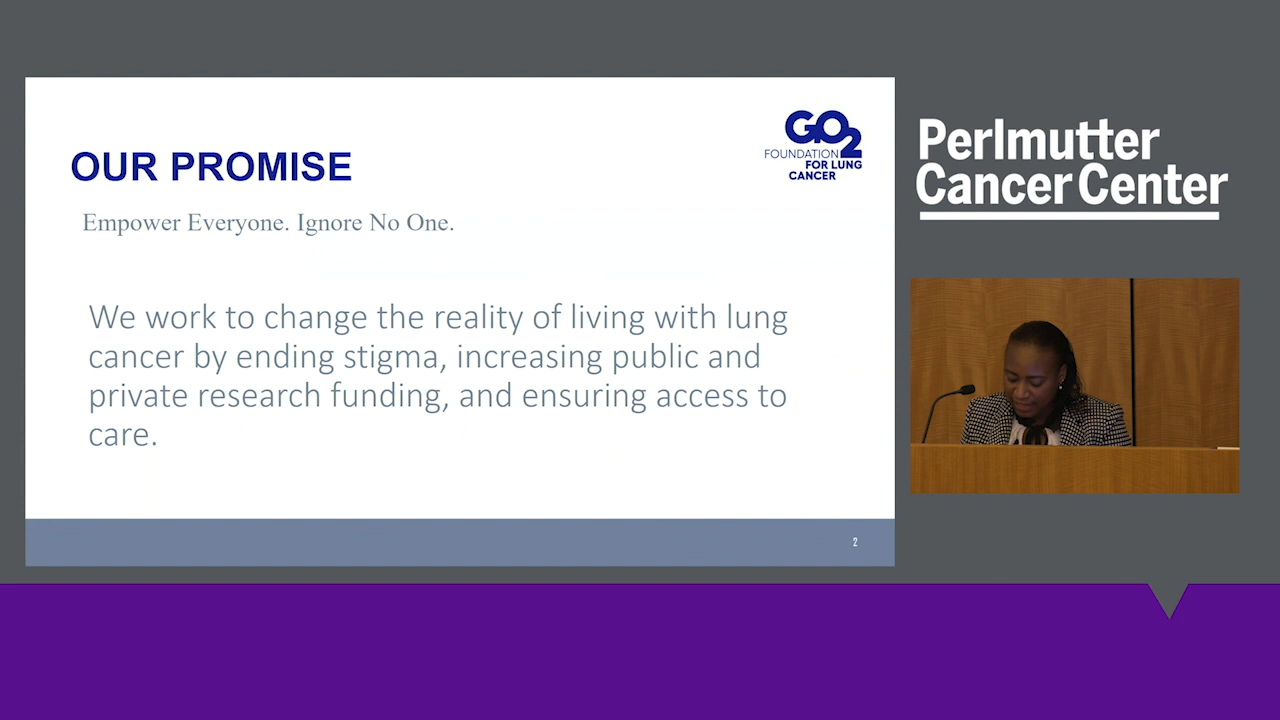 OUR PROMISE
GO2
FOUNDATION
FOR LUNG
CANCER
Empower Everyone. Ignore No One.
We work to change the reality of living with lung
cancer by ending stigma, increasing public and
private research funding, and ensuring access to
care.
2
Perlmutter
Cancer Center